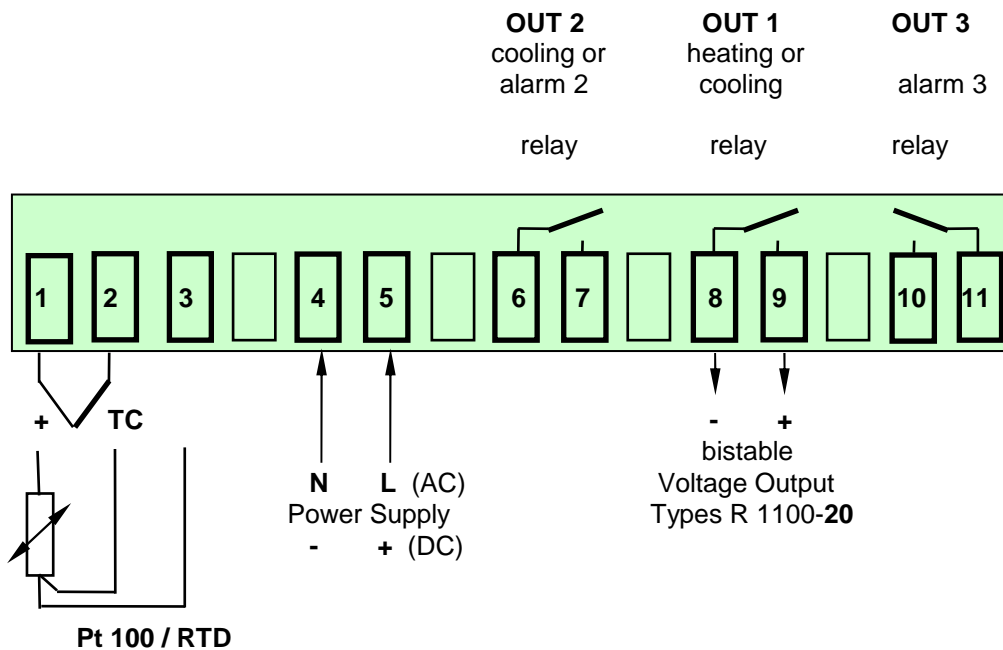 OUT 2 OUT 1 OUT 3
cooling or heating or
alarm 2 cooling alarm 3
relay relay relay
1 2 3 4 5 6 7 8 9 10 11
+ TC - +
bistable
N L (AC) Voltage Output
Power Supply Types R 1100-20
- + (DC)
Pt 100 / RTD